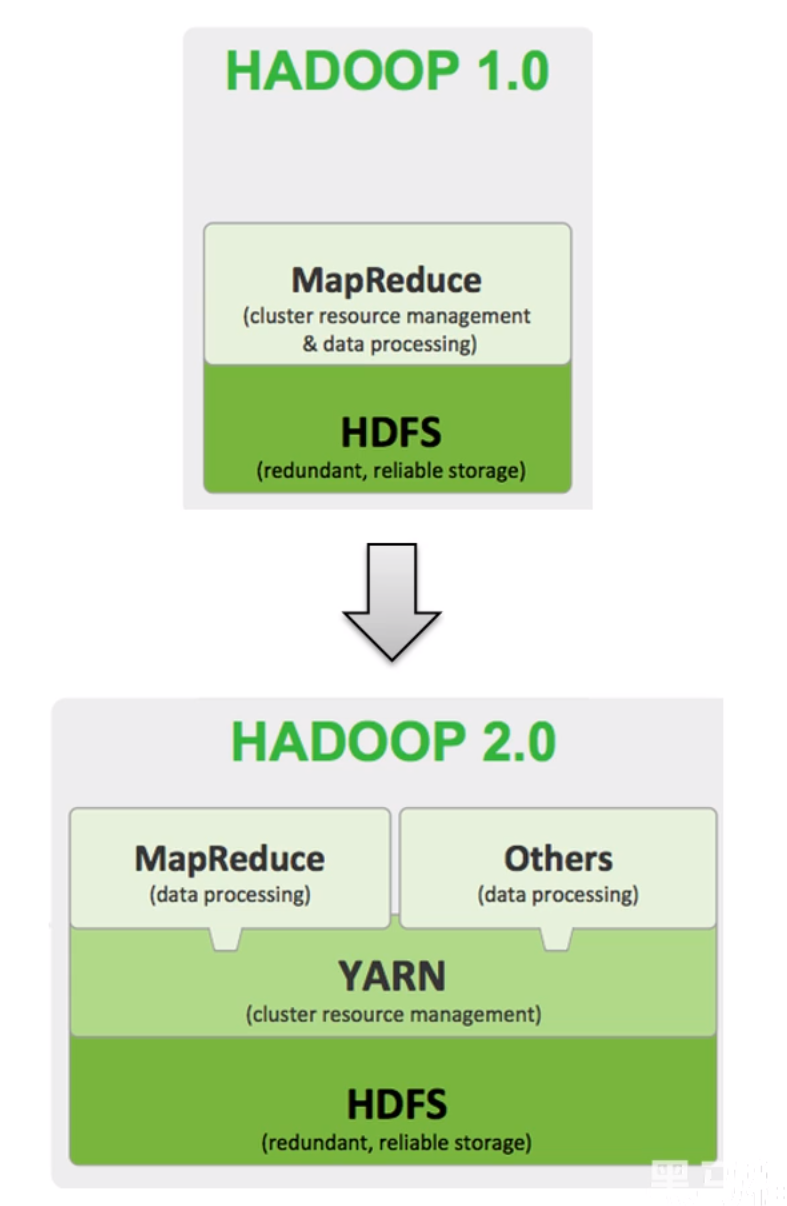 HADOOP 1.0
MapReduce
(cluster resource management
& data processing)
HDFS
(redundant, reliable storage)
HADOOP 2.0
MapReduce
(data processing)
Others
(data processing)
YARN
(cluster resource management)
HDFS
(redundant, reliable storage)